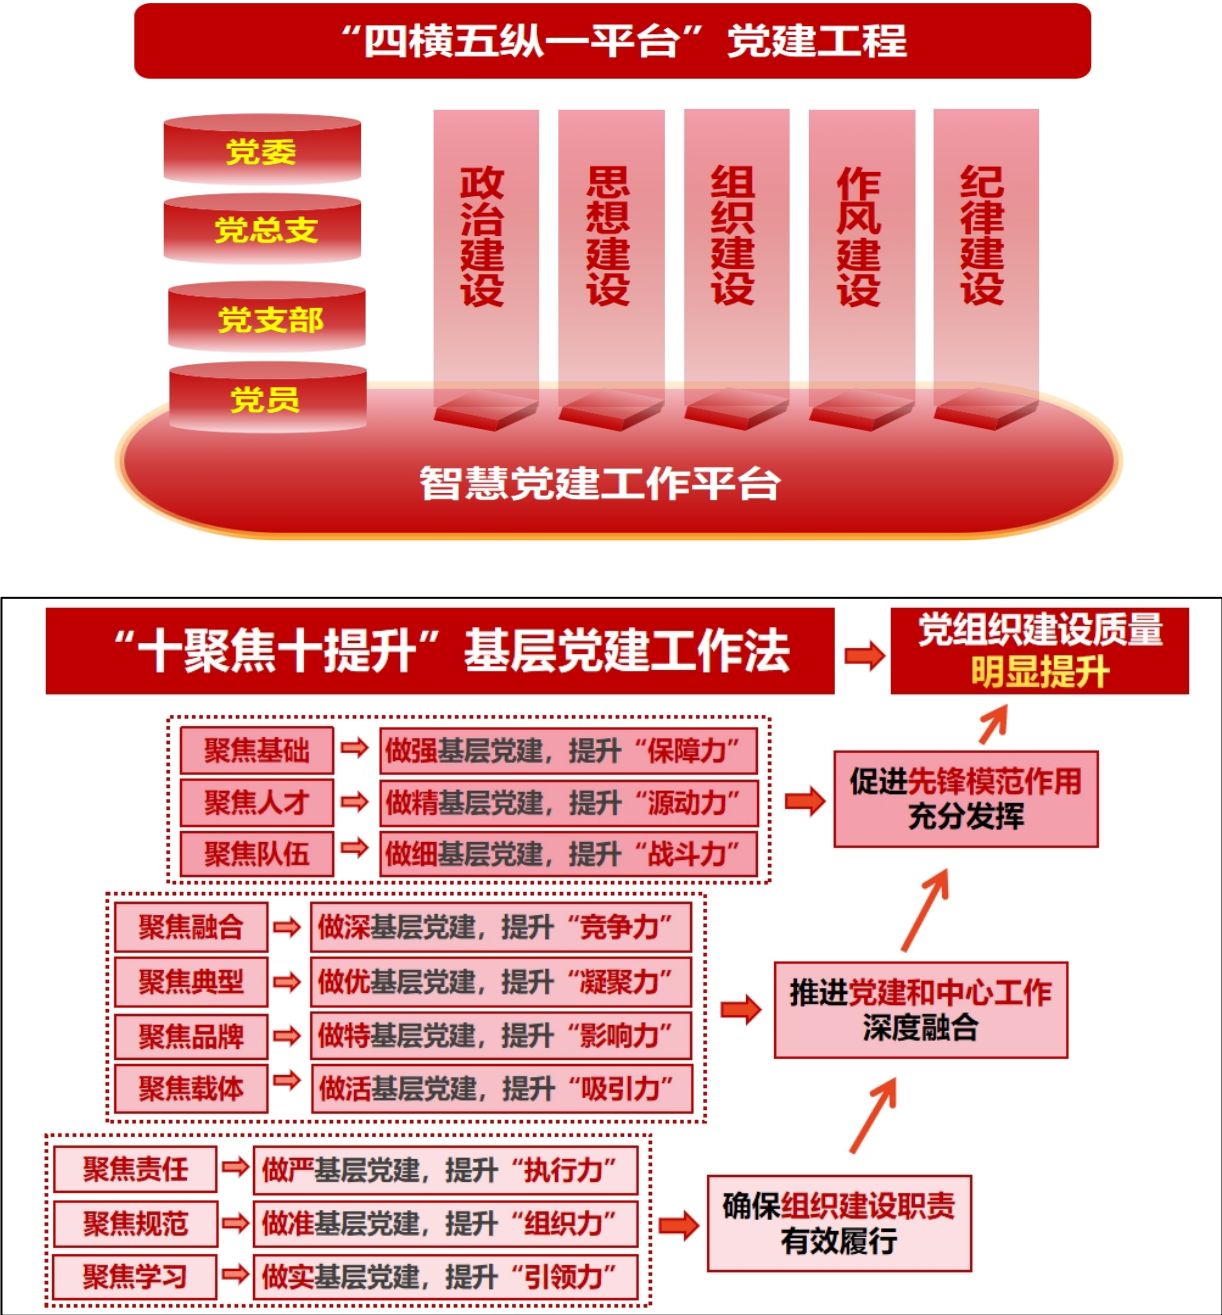 “四横五纵一平台”党建工程
党委
党总支
党支部
党员
政治建设
思想建设
组织建设
作风建设
纪律建设
智慧党建工作平台
“十聚焦十提升”基层党建工作法
党组织建设质量
明显提升
聚焦基础
做强基层党建，提升“保障力”
聚焦人才
做精基层党建，提升“源动力”
聚焦队伍
做细基层党建，提升“战斗力”
促进先锋模范作用
充分发挥
聚焦融合
做深基层党建，提升“竞争力”
聚焦典型
做优基层党建，提升“凝聚力”
聚焦品牌
做特基层党建，提升“影响力”
聚焦载体
做活基层党建，提升“吸引力”
推进党建和中心工作
深度融合
聚焦责任
做严基层党建，提升“执行力”
聚焦规范
做准基层党建，提升“组织力”
聚焦学习
做实基层党建，提升“引领力”
确保组织建设职责
有效履行